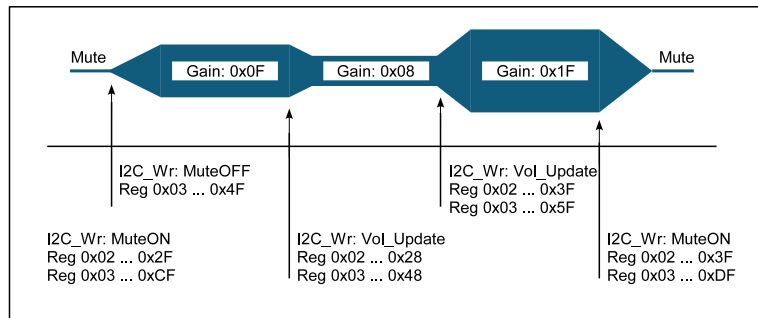 Mute
Gain: 0x0F
Gain: 0x08
Gain: 0x1F
Mute
I2C_Wr: MuteOFF
Reg 0x03 ... 0x4F
I2C_Wr: Vol_Update
Reg 0x02 ... 0x3F
Reg 0x03 ... 0x5F
I2C_Wr: MuteON
Reg 0x02 ... 0x2F
Reg 0x03 ... 0xCF
I2C_Wr: Vol_Update
Reg 0x02 ... 0x28
Reg 0x03 ... 0x48
I2C_Wr: MuteON
Reg 0x02 ... 0x3F
Reg 0x03 ... 0xDF